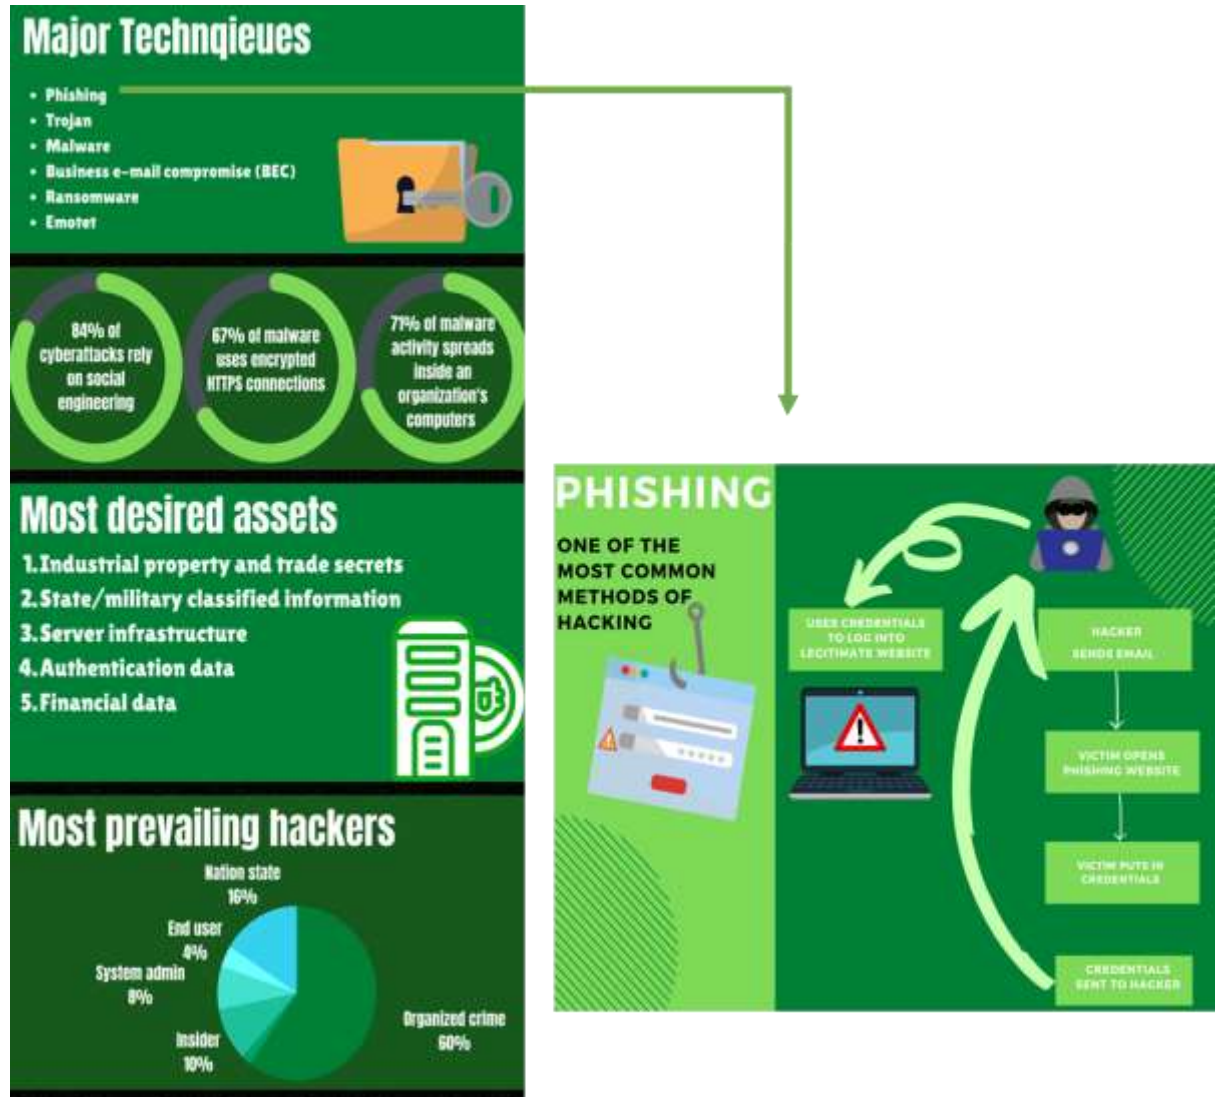 Major Technqieues
• Phishing
• Trojan
• Malware
• Business e-mail compromise (BEC)
• Ransomware
• Emotet
84% of
cyberattacks rely
on social
engineering
67% of malware
uses encrypted
HTTPS connections
71% of malware
activity spreads
inside an
organization's
computers
Most desired assets
1.Industrial property and trade secrets
2.State/military classified information
3.Server infrastructure
4.Authentication data
5.Financial data
Most prevailing hackers
Nation state
16%
End user
4%
System admin
8%
Insider
10%
Organized crime
60%
PHISHING
ONE OF THE
MOST COMMON
METHODS OF
HACKING
USES CREDENTIALS
TO LOG INTO
LEGITIMATE WEBSITE
HACKER
SENDS EMAIL
VICTIM OPENS
PHISHING WEBSITE
VICTIM PUTS IN
CREDENTIALS
CREDENTIALS
SENT TO HACKER